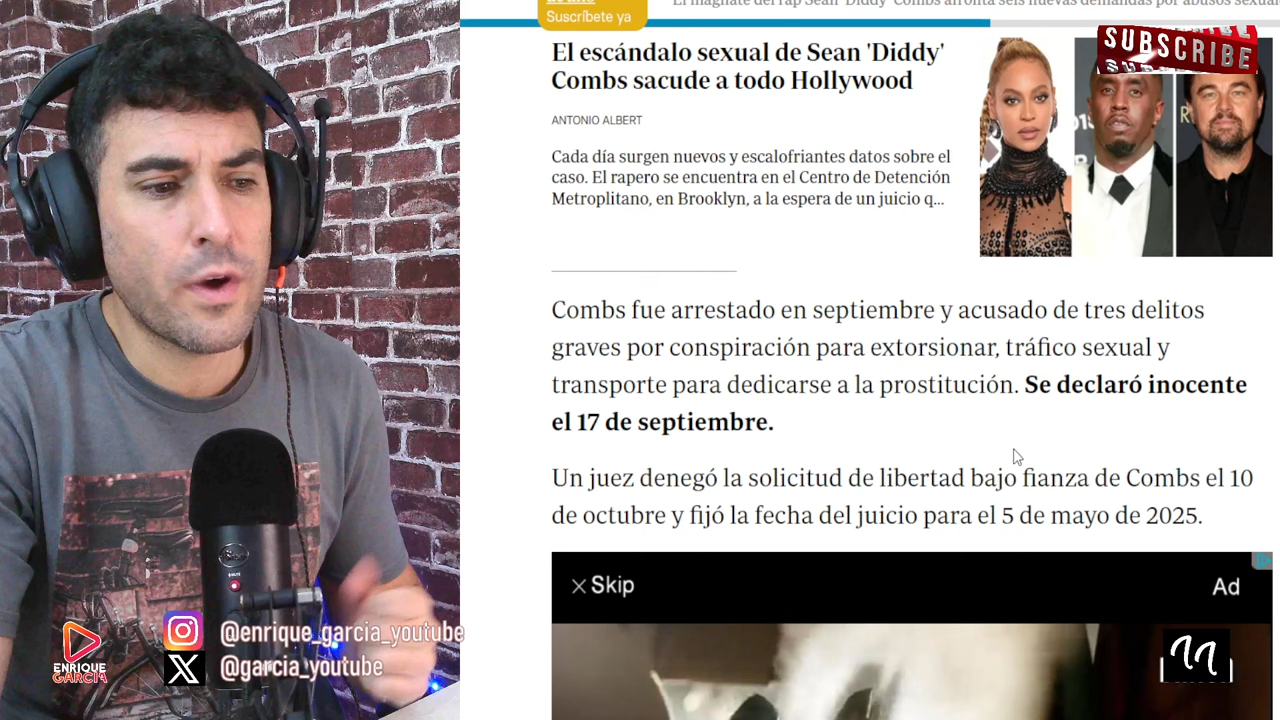 Suscríbete ya
El magnate del rap Sean 'Diddy' Combs afronta seis nuevas demandas por abusos sexual
SUBSCRIBE
El escándalo sexual de Sean 'Diddy'
Combs sacude a todo Hollywood
ANTONIO ALBERT
Cada día surgen nuevos y escalofriantes datos sobre el
caso. El rapero se encuentra en el Centro de Detención
Metroplitano, en Brooklyn, a la espera de un juicio q...
Combs fue arrestado en septiembre y acusado de tres delitos
graves por conspiración para extorsionar, tráfico sexual y
transporte para dedicarse a la prostitución. Se declaró inocente
el 17 de septiembre.
Un juez denegó la solicitud de libertad bajo fianza de Combs el 10
de octubre y fijó la fecha del juicio para el 5 de mayo de 2025.
Skip
Ad
ENRIQUE
GARCIA
@enrique_garcia_youtube
@garcia_youtube